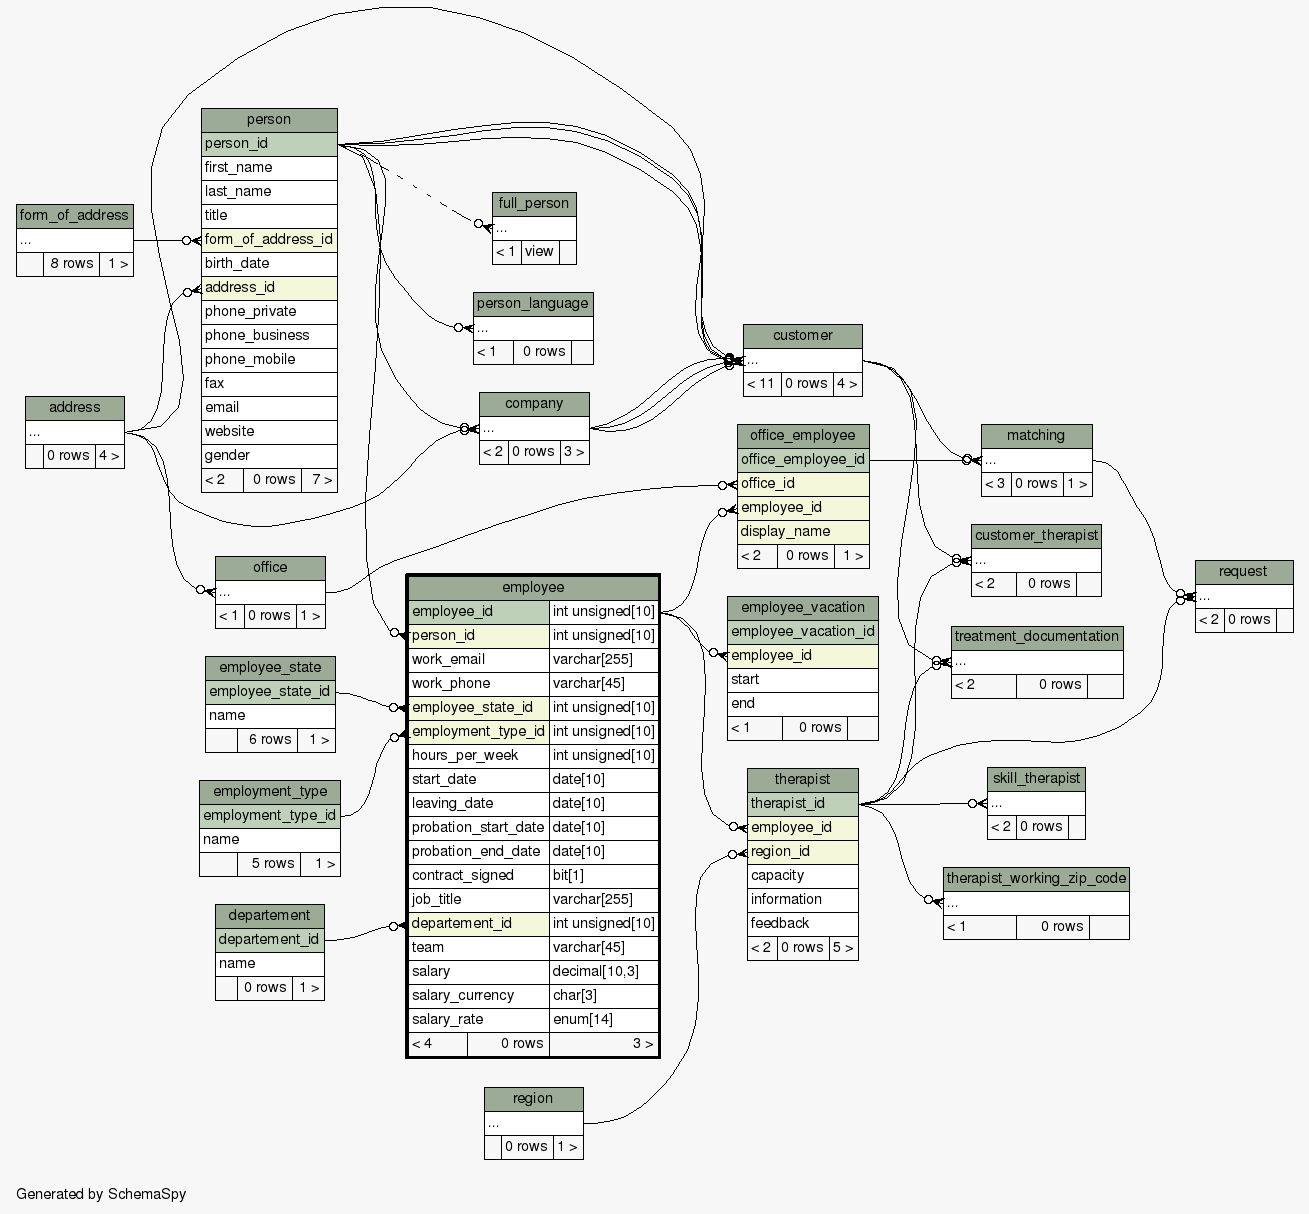 person
person_id
first_name
last_name
title
form_of_address_id
birth_date
address_id
phone_private
phone_business
phone_mobile
fax
email
website
gender
< 2 0 rows 7 >
form_of_address
...
8 rows 1 >
full_person
...
< 1 view
person_language
...
< 1 0 rows
customer
...
< 11 0 rows 4 >
address
...
0 rows 4 >
company
...
< 2 0 rows 3 >
office_employee
office_employee_id
office_id
employee_id
display_name
< 2 0 rows 1 >
matching
...
< 3 0 rows 1 >
customer_therapist
...
< 2 0 rows
request
...
< 2 0 rows
office
...
< 1 0 rows 1 >
employee
employee_id int unsigned[10]
person_id int unsigned[10]
work_email varchar[255]
work_phone varchar[45]
employee_state_id int unsigned[10]
employment_type_id int unsigned[10]
hours_per_week int unsigned[10]
start_date date[10]
leaving_date date[10]
probation_start_date date[10]
probation_end_date date[10]
contract_signed bit[1]
job_title varchar[255]
departement_id int unsigned[10]
team varchar[45]
salary decimal[10,3]
salary_currency char[3]
salary_rate enum[14]
< 4 0 rows 3 >
employee_vacation
employee_vacation_id
employee_id
start
end
< 1 0 rows
treatment_documentation
...
< 2 0 rows
employee_state
employee_state_id
name
6 rows 1 >
employment_type
employment_type_id
name
5 rows 1 >
therapist
therapist_id
employee_id
region_id
capacity
information
feedback
< 2 0 rows 5 >
skill_therapist
...
< 2 0 rows
therapist_working_zip_code
...
< 1 0 rows
departement
departement_id
name
0 rows 1 >
region
...
0 rows 1 >
Generated by SchemaSpy